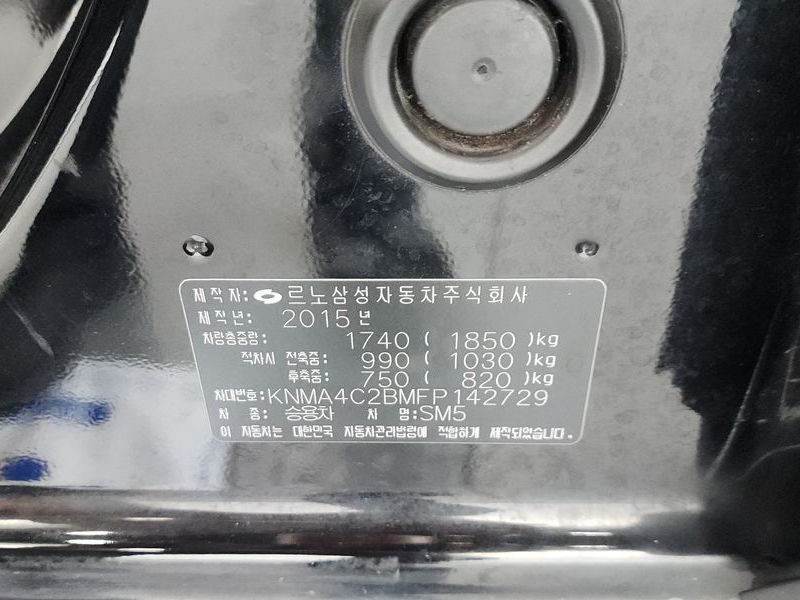 제작자: 르노삼성자동차주식회사
제작년: 2015년
차량총중량: 1740 ( 1850 )kg
적차시 전축중: 990 ( 1030 )kg
후축중: 750 ( 820 )kg
차대번호: KNMA4C2BMFP142729
차 종: 승용차 차 명: SM5
이 자동차는 대한민국 자동차관리법령에 적합하게 제작되었습니다.